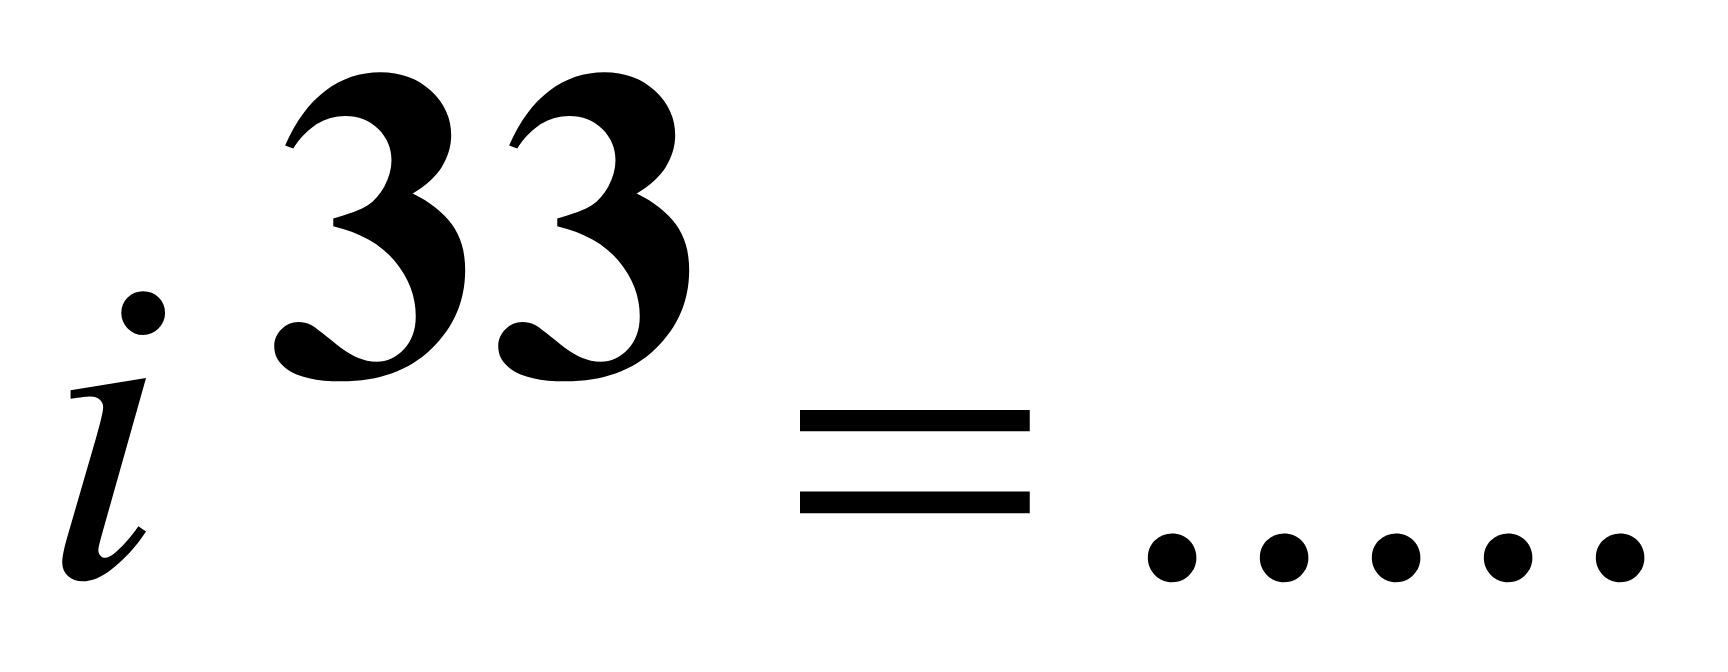 i³³ = .....